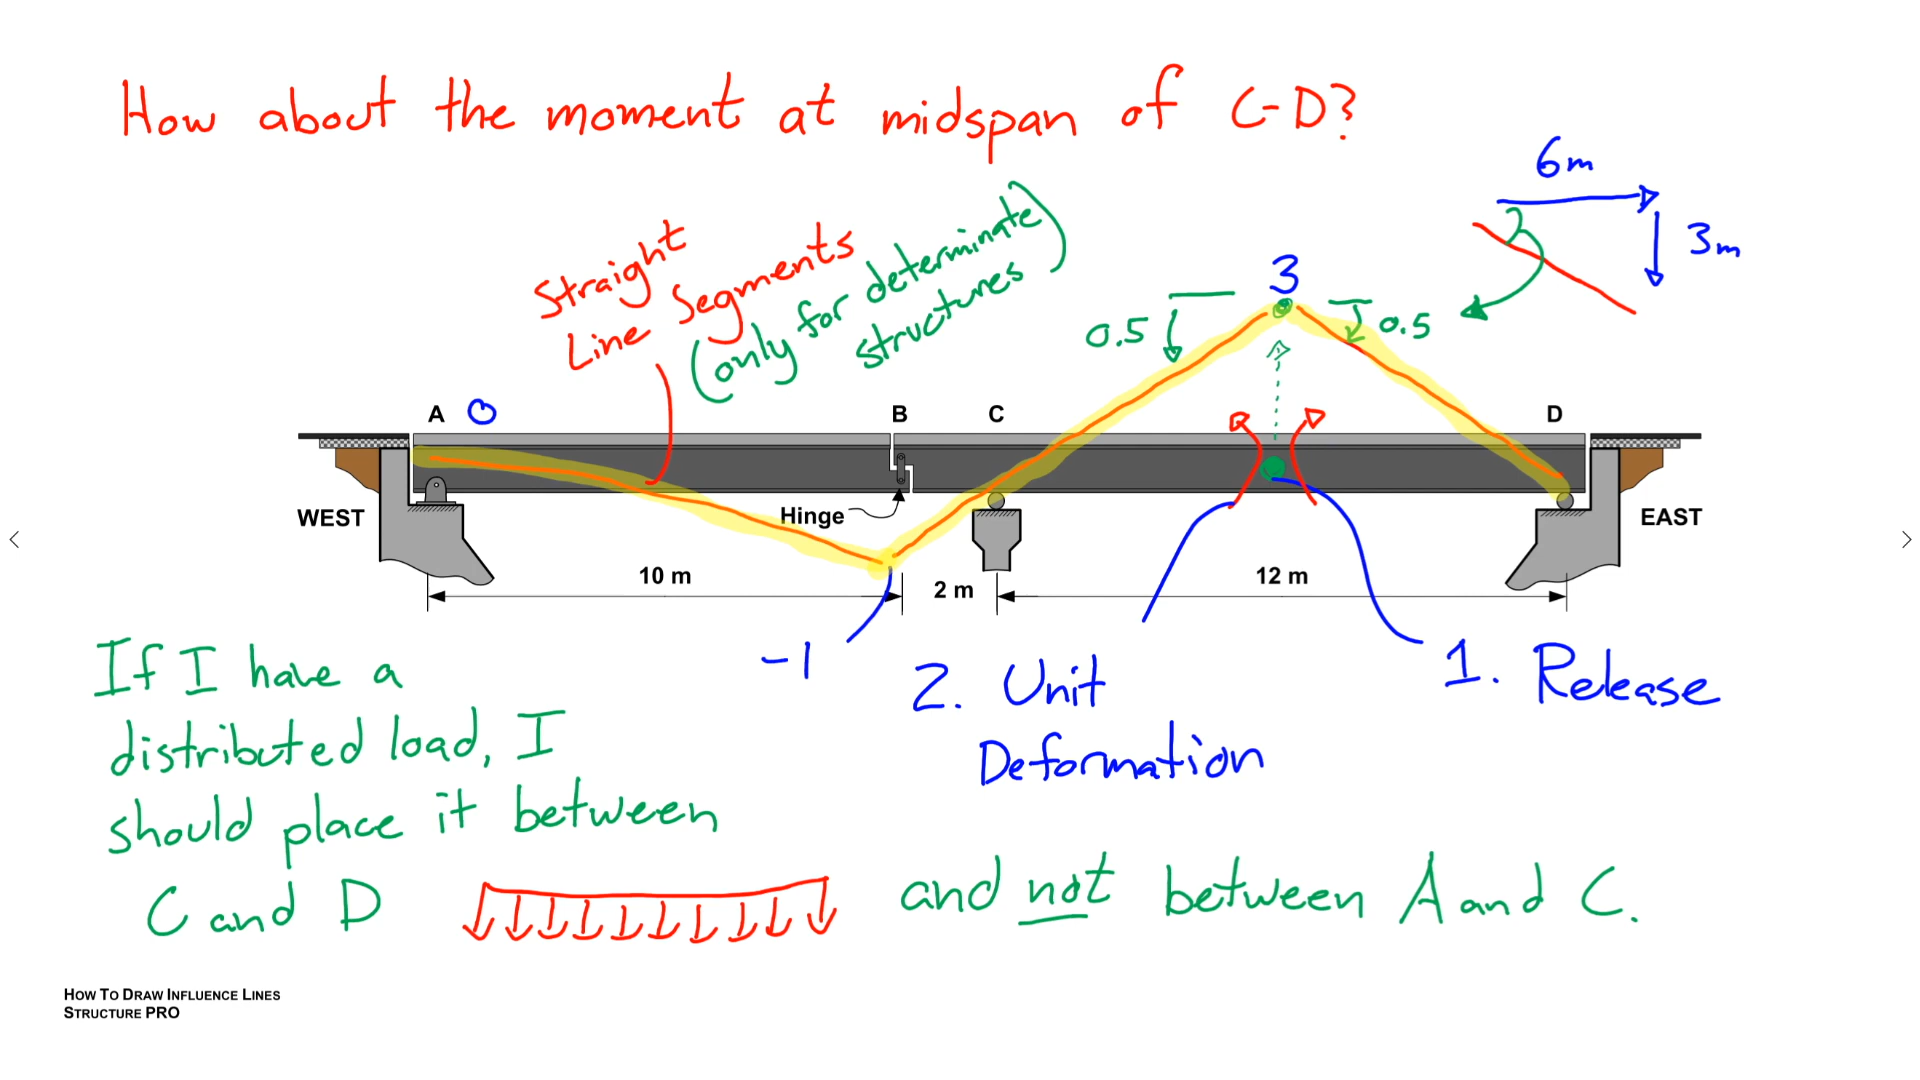 How about the moment at midspan of C-D?
6m
3m
Straight
Line Segments
(only for determinate
structures)
3
0.5
0.5
A 0
B
C
D
WEST
Hinge
EAST
10 m
2 m
12 m
-1
2. Unit
Deformation
1. Release
If I have a
distributed load, I
should place it between
C and D
and not between A and C.
HOW TO DRAW INFLUENCE LINES
STRUCTURE PRO